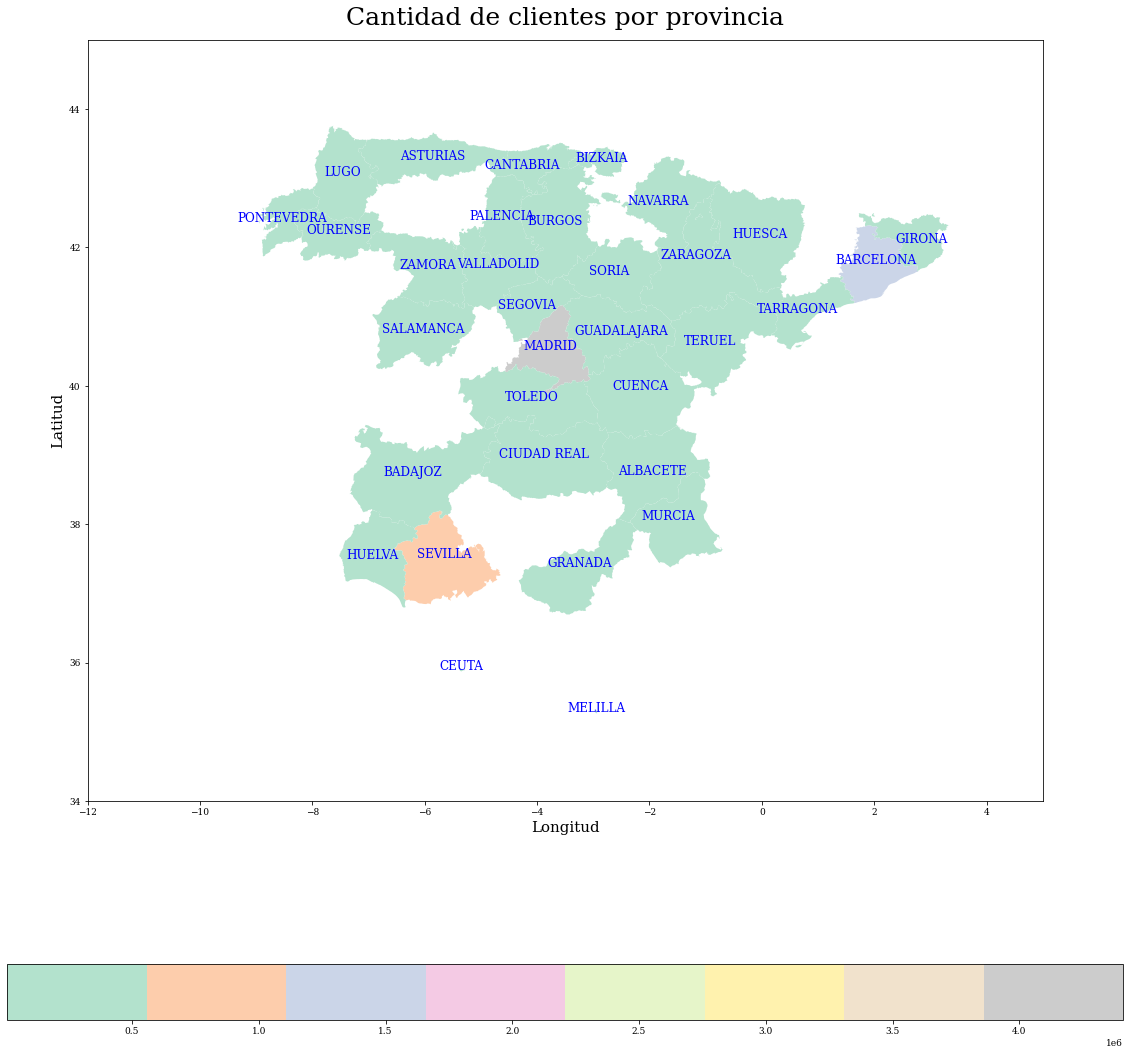 Cantidad de clientes por provincia
44
42
40
38
36
34
Latitud
ASTURIAS
CANTABRIA
BIZKAIA
LUGO
NAVARRA
PONTEVEDRA
OURENSE
PALENCIA
BURGOS
HUESCA
GIRONA
ZAMORA
VALLADOLID
SORIA
ZARAGOZA
BARCELONA
SEGOVIA
TARRAGONA
SALAMANCA
MADRID
GUADALAJARA
TERUEL
TOLEDO
CUENCA
CIUDAD REAL
BADAJOZ
ALBACETE
MURCIA
HUELVA
SEVILLA
GRANADA
CEUTA
MELILLA
−12 −10 −8 −6 −4 −2 0 2 4
Longitud
0.5 1.0 1.5 2.0 2.5 3.0 3.5 4.0
1e6